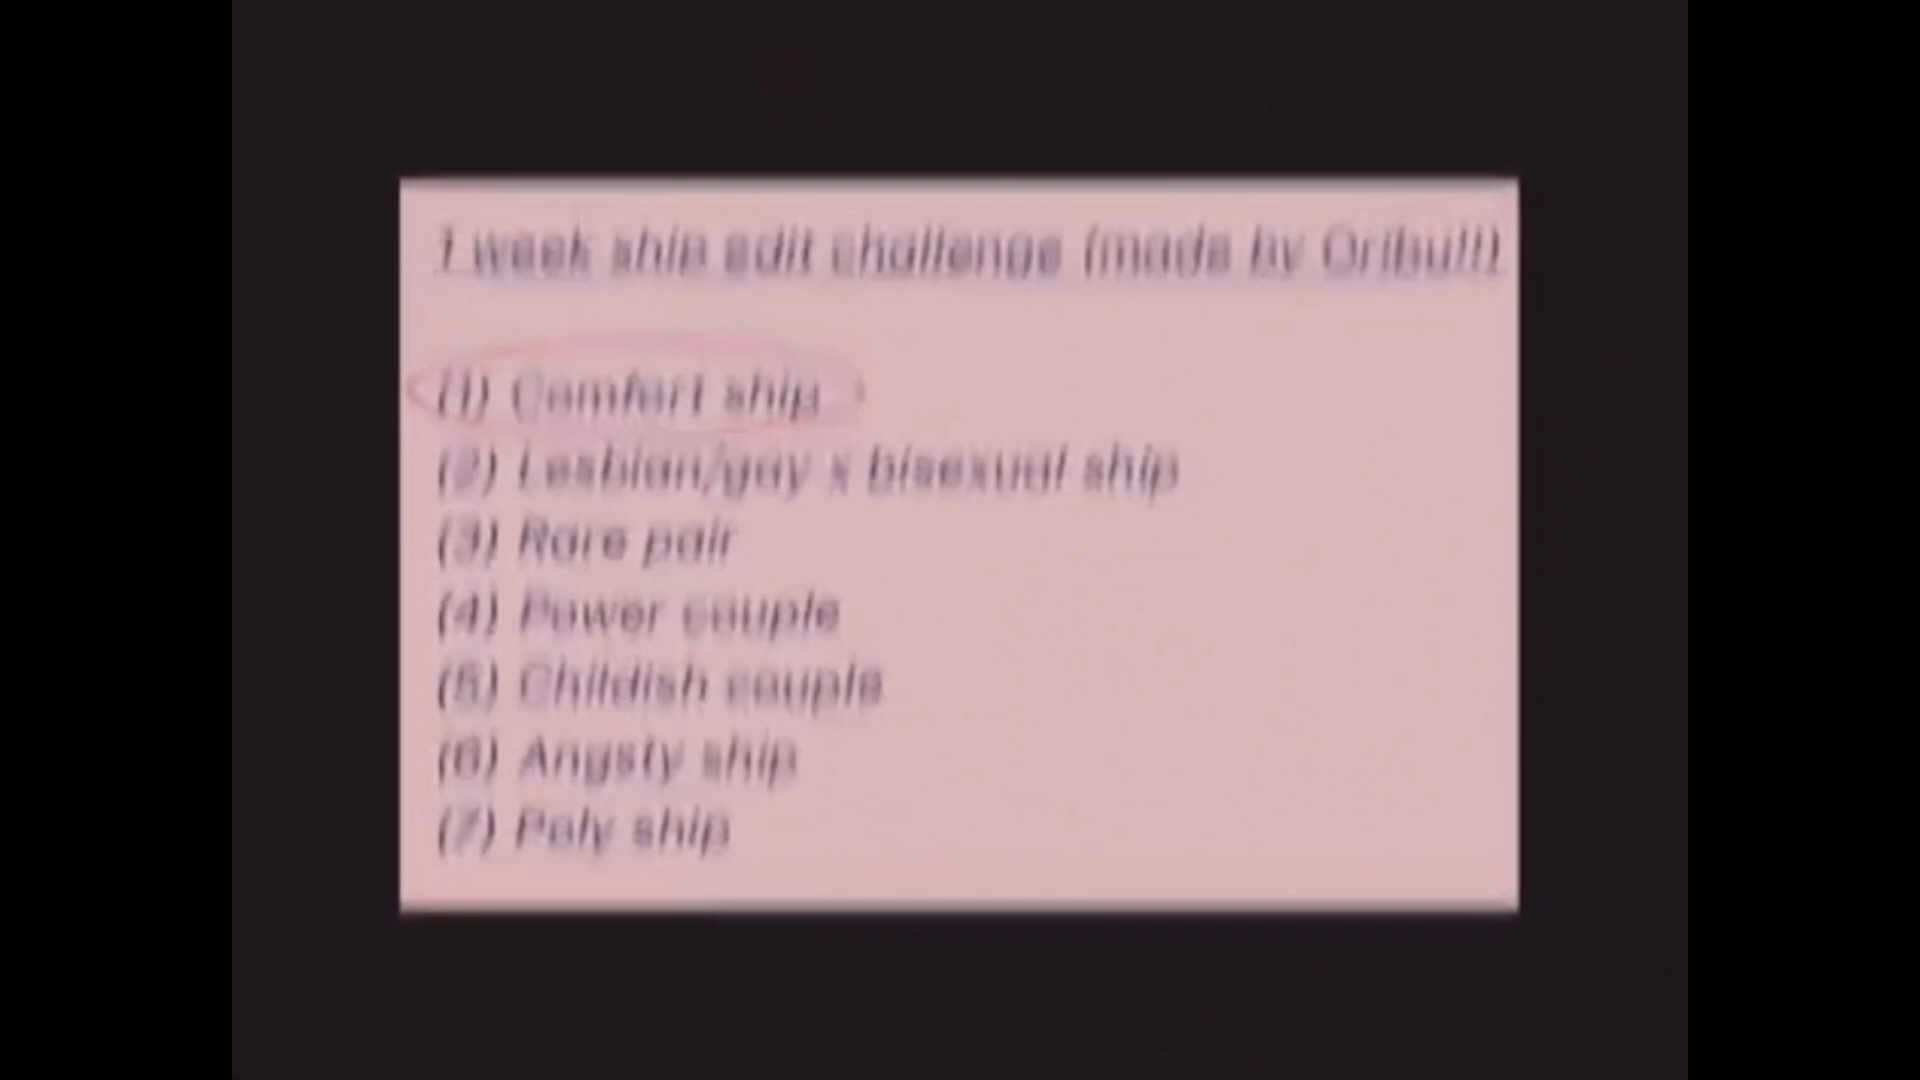 1 week ship edit challenge (made by Oribu!!)
(1) Comfort ship
(2) Lesbian/gay x bisexual ship
(3) Rare pair
(4) Power couple
(5) Childish couple
(6) Angsty ship
(7) Poly ship